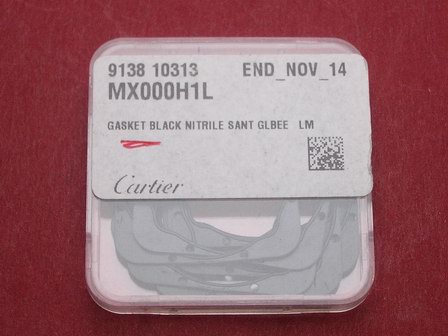 9138 10313 END_NOV_14
MX000H1L
GASKET BLACK NITRILE SANT GLBEE LM
Cartier